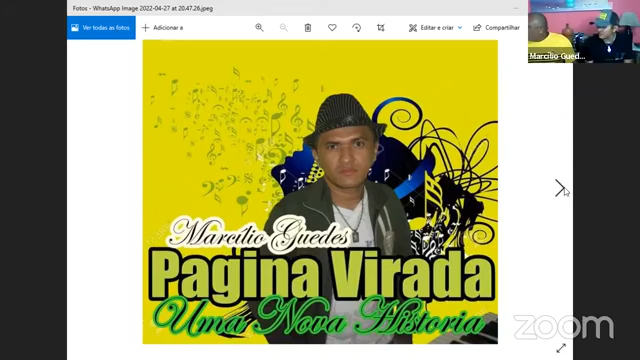 Fotos - WhatsApp Image 2022-04-27 at 20.47.26.jpeg
Ver todas as fotos
Adicionar a
Editar e criar
Compartilhar
Marcilio Gued...
Marcílio Guedes
Pagina Virada
Uma Nova Historia
zoom